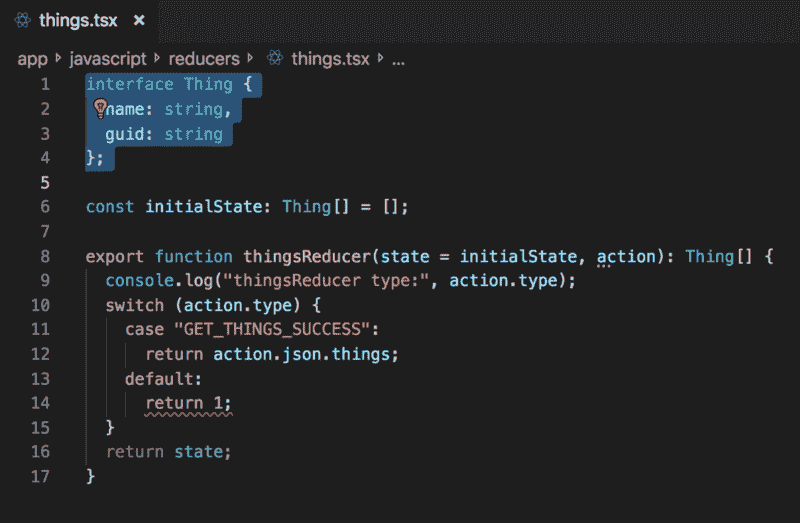 things.tsx ×
app > javascript > reducers > things.tsx > ...
1 interface Thing {
2 name: string,
3 guid: string
4 };
5
6 const initialState: Thing[] = [];
7
8 export function thingsReducer(state = initialState, action): Thing[] {
9 console.log("thingsReducer type:", action.type);
10 switch (action.type) {
11 case "GET_THINGS_SUCCESS":
12 return action.json.things;
13 default:
14 return 1;
15 }
16 return state;
17 }